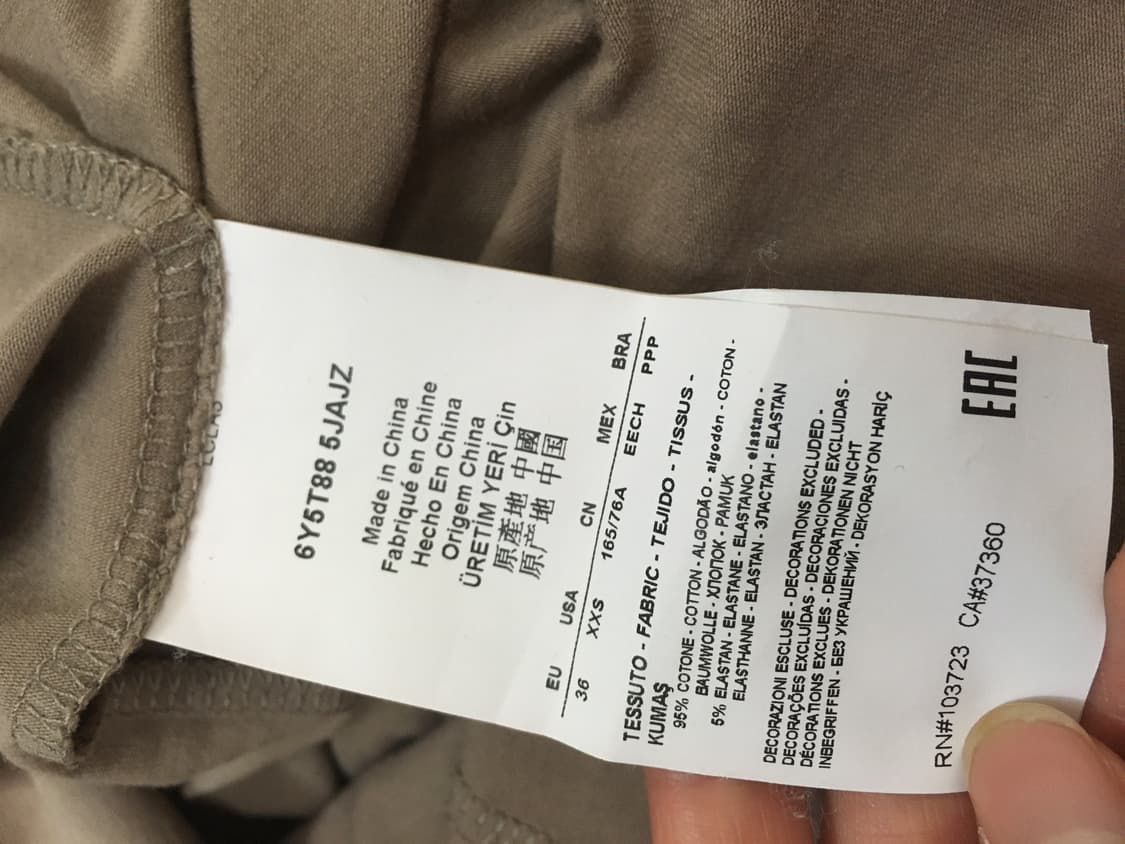 6Y5T88 5JAJZ
Made in China
Fabriqué en Chine
Hecho En China
Origem China
ÜRETİM YERİ Çin
原產地 中國
原产地 中国
EU USA CN MEX BRA
36 XXS 165/76A EECH PPP
TESSUTO - FABRIC - TEJIDO - TISSUS -
KUMAŞ
95% COTONE - COTTON - ALGODÃO - algodón - COTON -
BAUMWOLLE - ХЛОПОК - PAMUK
5% ELASTAN - ELASTANE - ELASTANO - elastano -
ELASTHANNE - ELASTAN - ЭЛАСТАН - ELASTAN
DECORAZIONI ESCLUSE - DECORATIONS EXCLUDED -
DECORAÇÕES EXCLUÍDAS - DECORACIONES EXCLUIDAS -
DÉCORATIONS EXCLUES - DEKORATIONEN NICHT
INBEGRIFFEN - БЕЗ УКРАШЕНИЙ - DEKORASYON HARİÇ
RN#103723 CA#37360
EAC